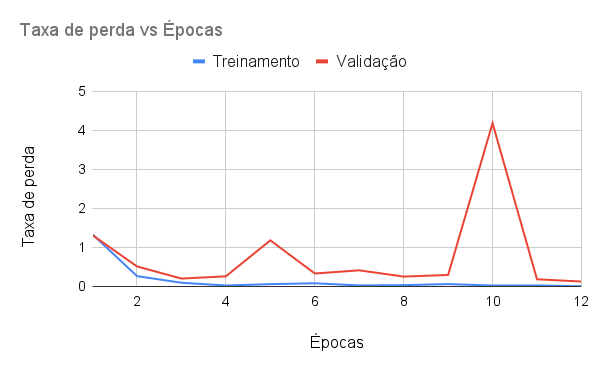 Taxa de perda vs Épocas
Treinamento Validação
5
4
3
2
1
0
Taxa de perda
2 4 6 8 10 12
Épocas